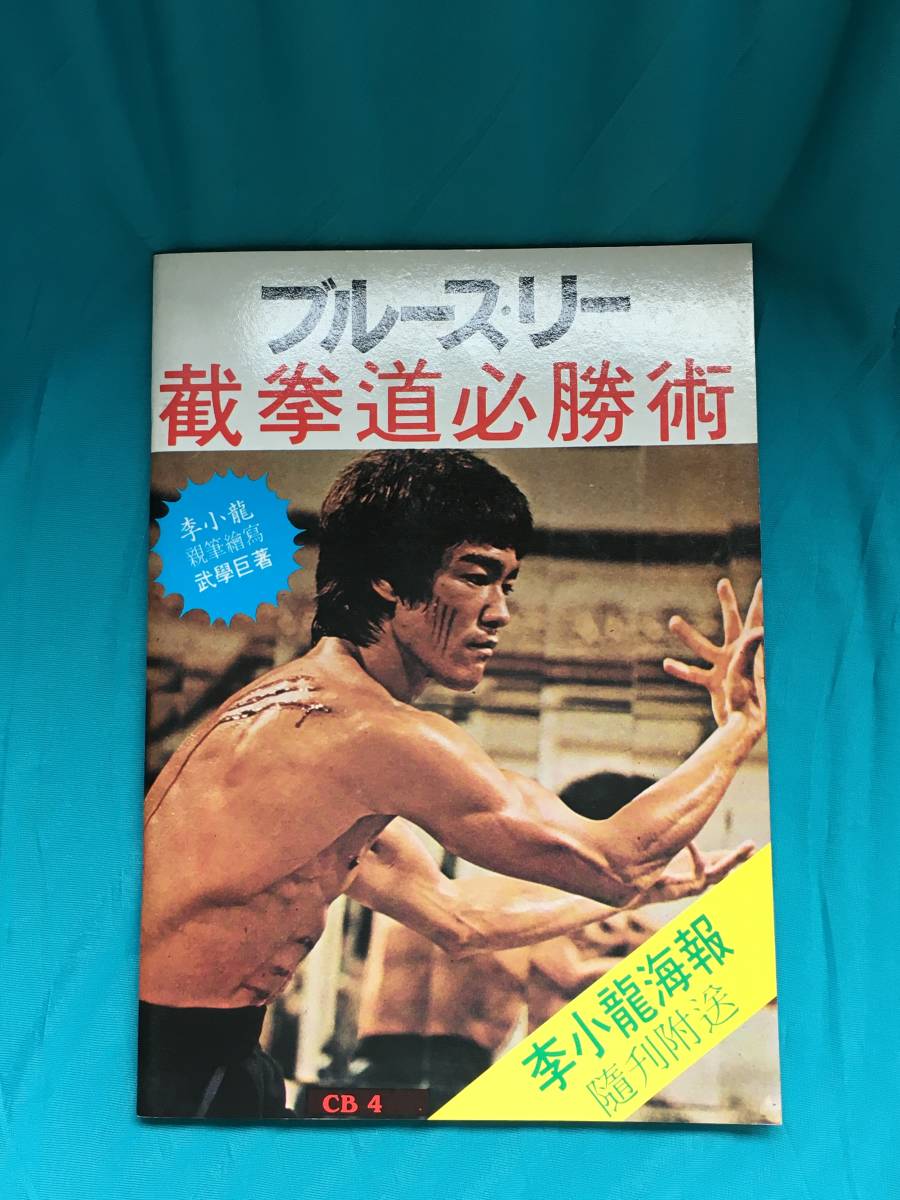 ブルース・リー
截拳道必勝術
李小龍
親筆繪寫
武學巨著
李小龍海報
隨刊附送
CB 4